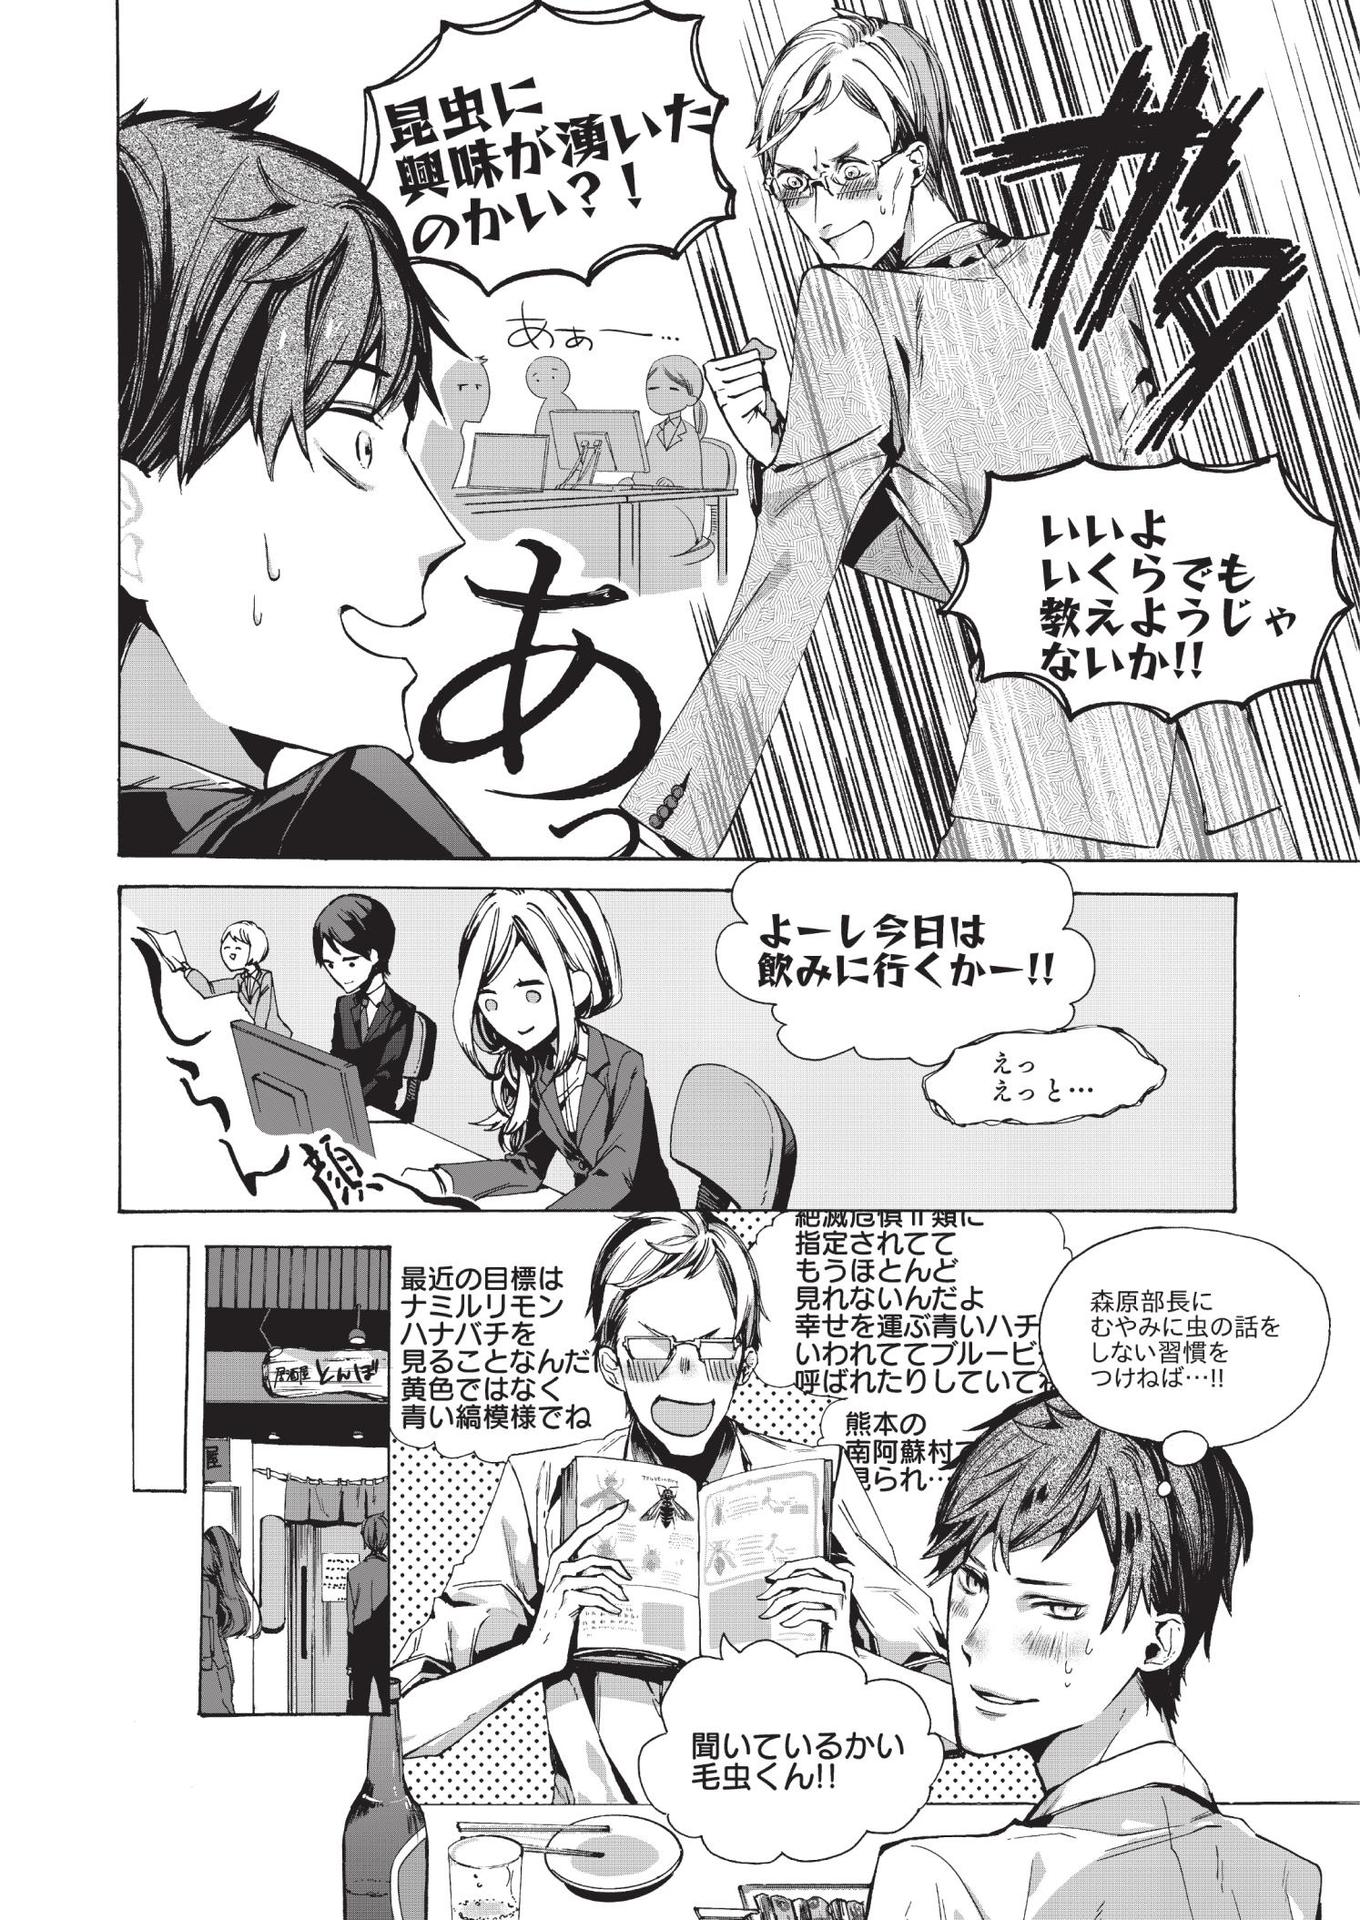 昆虫に
興味が湧いた
のかい?!
ガタ
あぁー…
いいよ
いくらでも
教えようじゃ
ないか!!
あっ
よーし今日は
飲みに行くかー!!
えっ
えっと…
しらん顔
居酒屋とんぼ
屋
最近の目標は
ナミルリモン
ハナバチを
見ることなんだ
黄色ではなく
青い縞模様でね
絶滅危惧Ⅱ類に
指定されてて
もうほとんど
見れないんだよ
幸せを運ぶ青いハチ
いわれててブルービ
呼ばれたりしていてね
熊本の
南阿蘇村で
見られ…
森原部長に
むやみに虫の話を
しない習慣を
つけねば…!!
聞いているかい
毛虫くん!!